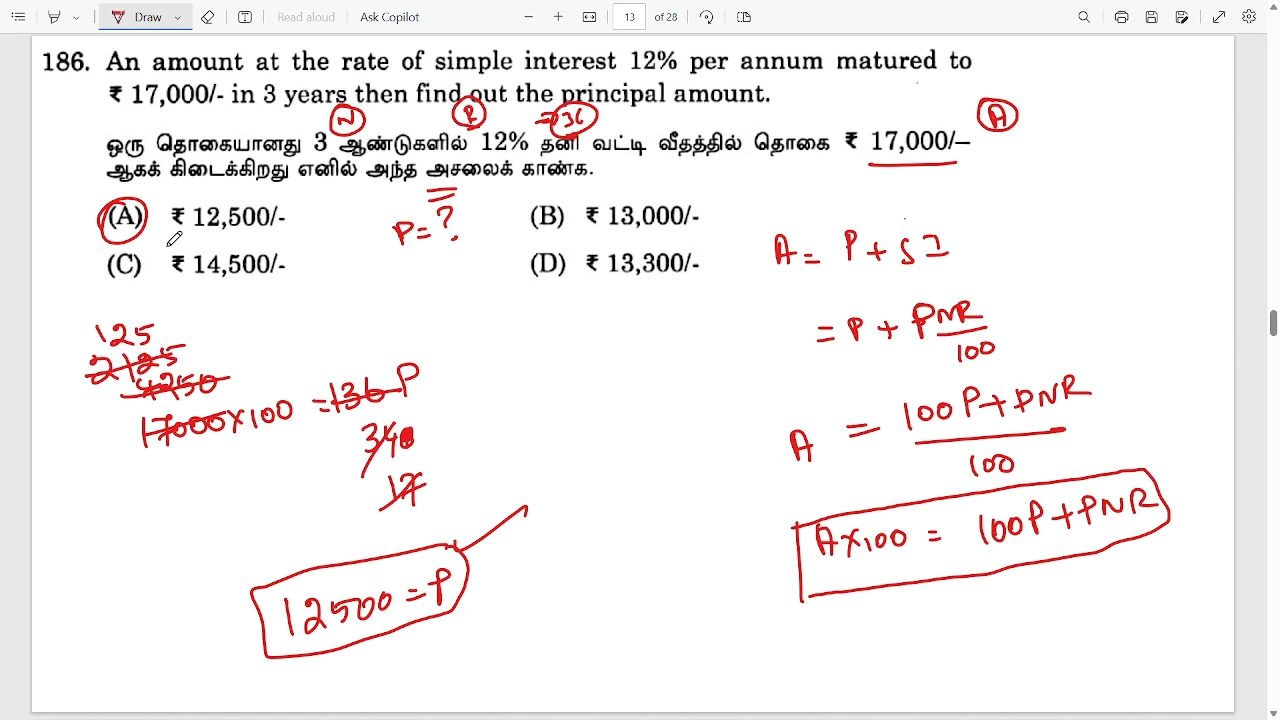 Draw
Read aloud
Ask Copilot
13
of 28
186. An amount at the rate of simple interest 12% per annum matured to
₹ 17,000/- in 3 years then find out the principal amount.
N R =36 A
ஒரு தொகையானது 3 ஆண்டுகளில் 12% தனி வட்டி வீதத்தில் தொகை ₹ 17,000/–
ஆகக் கிடைக்கிறது எனில் அந்த அசலைக் காண்க.
(A) ₹ 12,500/-
(B) ₹ 13,000/-
P = ?
(C) ₹ 14,500/-
(D) ₹ 13,300/-
A = P + SI
= P + PNR/100
A = 100P + PNR
100
A×100 = 100P + PNR
125
2125
4250
17000×100 = 136 P
34
17
12500 = P